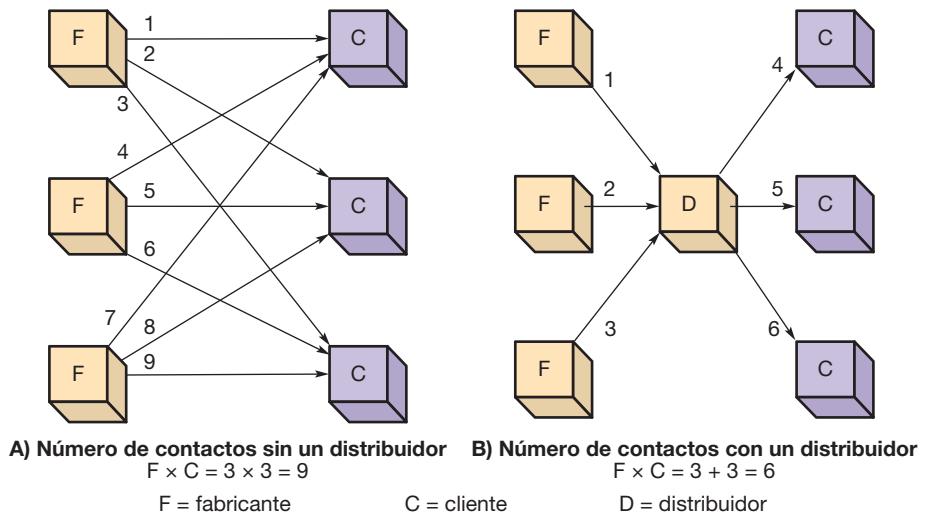 F
1
2
3
C
F
4
5
6
C
F
7
8
9
C
A) Número de contactos sin un distribuidor
F × C = 3 × 3 = 9
F
1
4
C
F
2
D
5
C
F
3
6
C
B) Número de contactos con un distribuidor
F × C = 3 + 3 = 6
F = fabricante
C = cliente
D = distribuidor